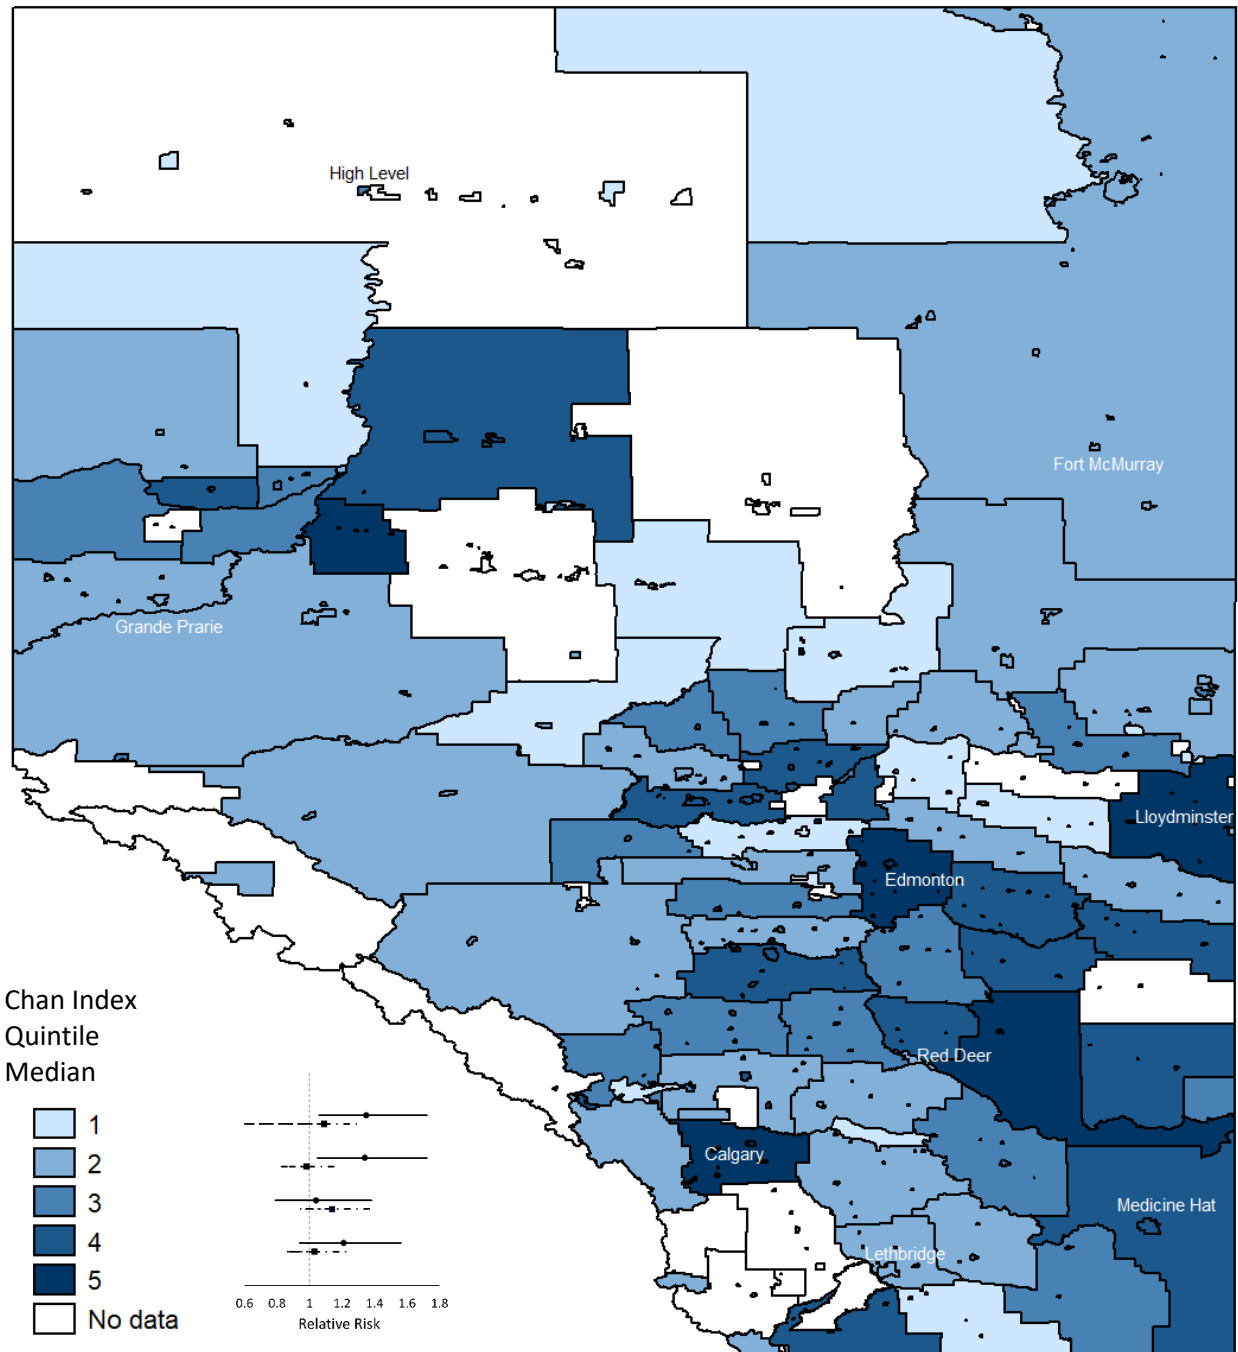 High Level
Fort McMurray
Grande Prarie
Lloydminster
Edmonton
Chan Index
Quintile
Median
Red Deer
1
2
3
4
5
No data
Calgary
Medicine Hat
Lethbridge
0.6 0.8 1 1.2 1.4 1.6 1.8
Relative Risk